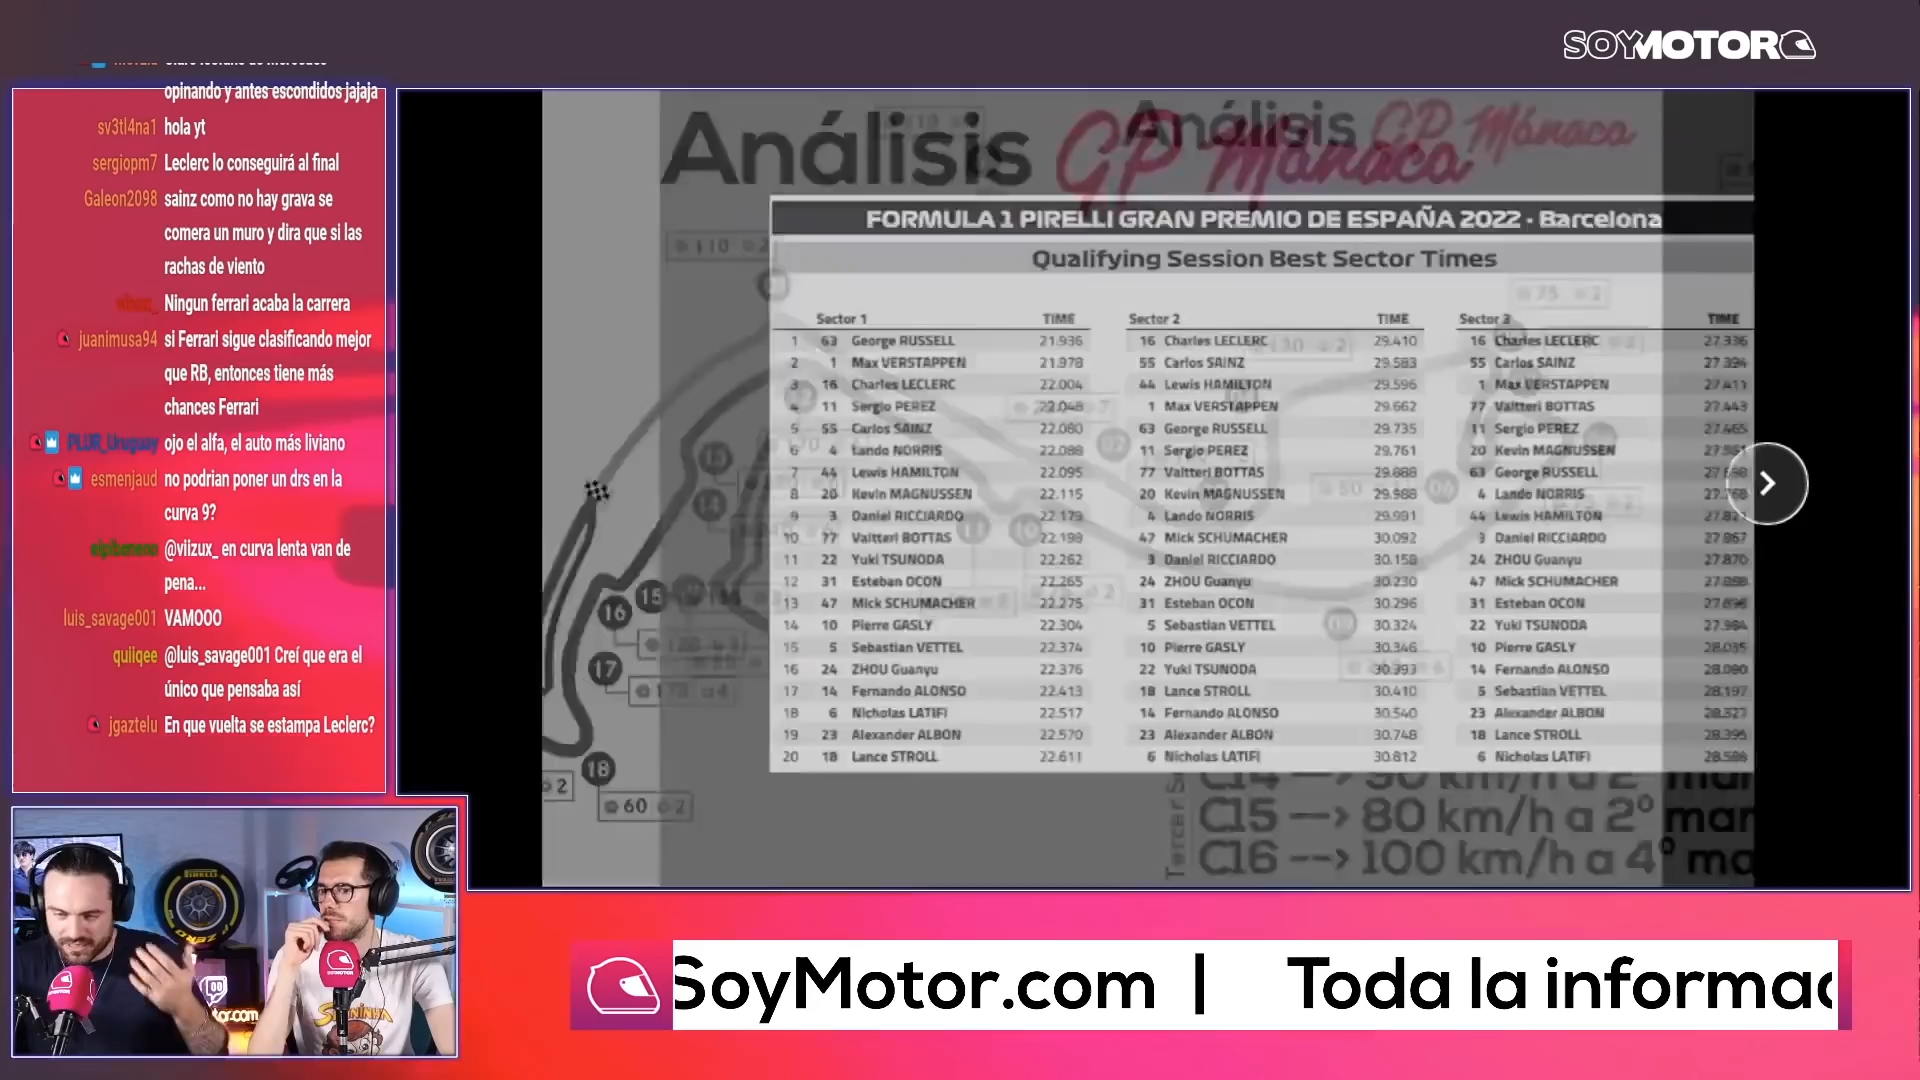 SOYMOTOR
opinando y antes escondidos jajaja
sv3tl4na1 hola yt
sergiopm7 Leclerc lo conseguirá al final
Galeon2098 sainz como no hay grava se
comera un muro y dira que si las
rachas de viento
Ningun ferrari acaba la carrera
juanimusa94 si Ferrari sigue clasificando mejor
que RB, entonces tiene más
chances Ferrari
PLUR_Uruguay ojo el alfa, el auto más liviano
esmenjaud no podrian poner un drs en la
curva 9?
@viizux_ en curva lenta van de
pena...
luis_savage001 VAMOOO
quiiqee @luis_savage001 Creí que era el
único que pensaba así
jgaztelu En que vuelta se estampa Leclerc?
Análisis GP Mónaco
Análisis GP Mónaco
FORMULA 1 PIRELLI GRAN PREMIO DE ESPAÑA 2022 - Barcelona
Qualifying Session Best Sector Times
Sector 1 TIME Sector 2 TIME Sector 3 TIME
1 63 George RUSSELL 21.936 16 Charles LECLERC 29.410 16 Charles LECLERC 27.336
2 1 Max VERSTAPPEN 21.978 55 Carlos SAINZ 29.583 55 Carlos SAINZ 27.394
3 16 Charles LECLERC 22.004 44 Lewis HAMILTON 29.596 1 Max VERSTAPPEN 27.411
4 11 Sergio PEREZ 22.048 1 Max VERSTAPPEN 29.662 77 Valtteri BOTTAS 27.443
5 55 Carlos SAINZ 22.080 63 George RUSSELL 29.735 11 Sergio PEREZ 27.465
6 4 Lando NORRIS 22.088 11 Sergio PEREZ 29.761 20 Kevin MAGNUSSEN
7 44 Lewis HAMILTON 22.095 77 Valtteri BOTTAS 29.888 63 George RUSSELL
8 20 Kevin MAGNUSSEN 22.115 20 Kevin MAGNUSSEN 29.988 4 Lando NORRIS
9 3 Daniel RICCIARDO 22.179 4 Lando NORRIS 29.991 44 Lewis HAMILTON
10 77 Valtteri BOTTAS 22.198 47 Mick SCHUMACHER 30.092 3 Daniel RICCIARDO
11 22 Yuki TSUNODA 22.262 3 Daniel RICCIARDO 30.158 24 ZHOU Guanyu 27.870
12 31 Esteban OCON 22.265 24 ZHOU Guanyu 30.230 47 Mick SCHUMACHER
13 47 Mick SCHUMACHER 22.275 31 Esteban OCON 30.296 31 Esteban OCON
14 10 Pierre GASLY 22.304 5 Sebastian VETTEL 30.324 22 Yuki TSUNODA
15 5 Sebastian VETTEL 22.374 10 Pierre GASLY 30.346 10 Pierre GASLY 28.035
16 24 ZHOU Guanyu 22.376 22 Yuki TSUNODA 30.393 14 Fernando ALONSO
17 14 Fernando ALONSO 22.413 18 Lance STROLL 30.410 5 Sebastian VETTEL 28.197
18 6 Nicholas LATIFI 22.517 14 Fernando ALONSO 30.540 23 Alexander ALBON
19 23 Alexander ALBON 22.570 23 Alexander ALBON 30.748 18 Lance STROLL
20 18 Lance STROLL 22.611 6 Nicholas LATIFI 30.812 6 Nicholas LATIFI
15
14
16
15
17
18
60 2
C15 --> 80 km/h a 2º mar
C16 --> 100 km/h a 4º ma
SoyMotor.com | Toda la informac